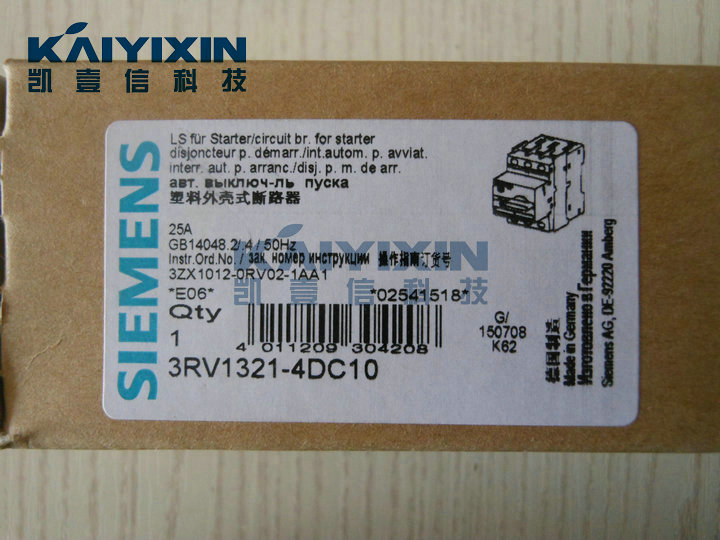 KAIYIXIN
凯壹信科技
SIEMENS
LS für Starter/circuit br. for starter
disjoncteur p. démarr./int.autom. p. avviat.
interr. aut. p. arranc./disj. p. m. de arr.
авт. выключ-ль пуска
塑料外壳式断路器
25A
GB14048.2/.4 / 50Hz
Instr.Ord.No./ зак. номер инструкции 操作指南订货号
3ZX1012-0RV02-1AA1
*E06*
*02541518*
Qty
1
4 011209 304208
3RV1321-4DC10
G/
150708
K62
德国制造
Made in Germany
Изготовлено в Германии
Siemens AG, DE-92220 Amberg
KAIYIXIN
凯壹信科技